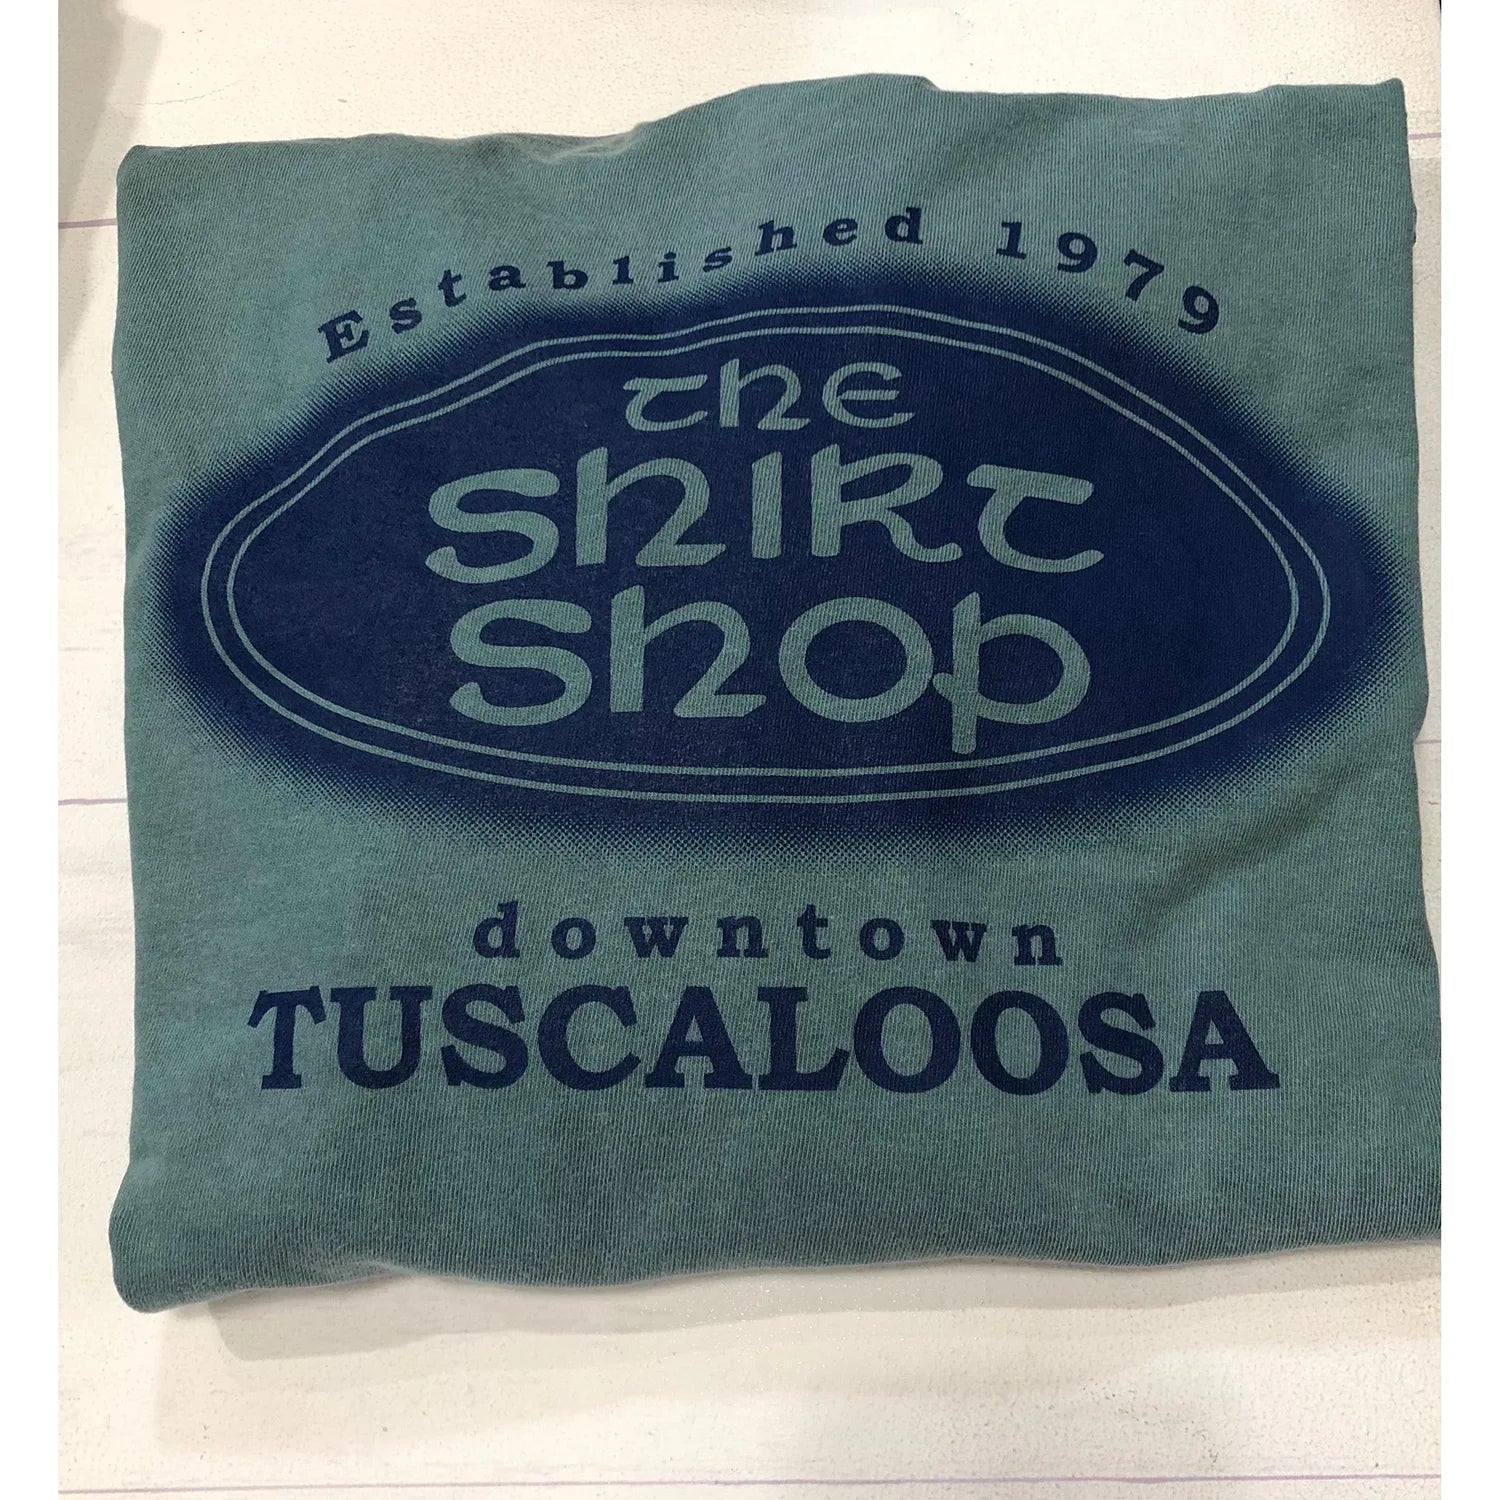 Established 1979
the
shirt
shop
downtown
TUSCALOOSA